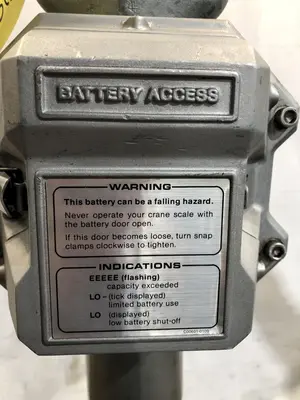 BATTERY ACCESS
WARNING
This battery can be a falling hazard.
Never operate your crane scale with
the battery door open.
If this door becomes loose, turn snap
clamps clockwise to tighten.
INDICATIONS
EEEEE (flashing)
capacity exceeded
LO - (tick displayed)
limited battery use
LO (displayed)
low battery shut-off